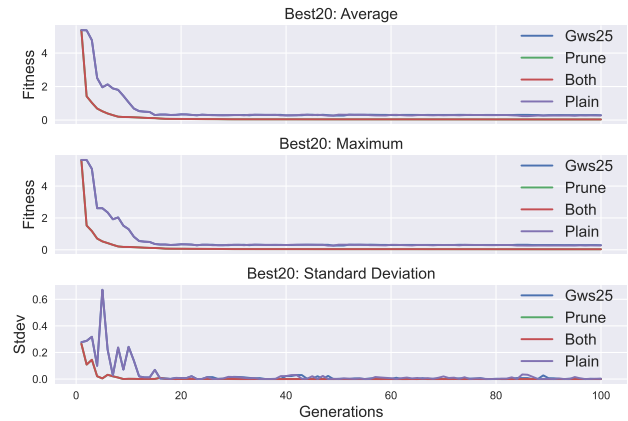 Best20: Average
Fitness
4
2
0
Gws25
Prune
Both
Plain
Best20: Maximum
Fitness
4
2
0
Gws25
Prune
Both
Plain
Best20: Standard Deviation
Stdev
0.6
0.4
0.2
0.0
Gws25
Prune
Both
Plain
0 20 40 60 80 100
Generations